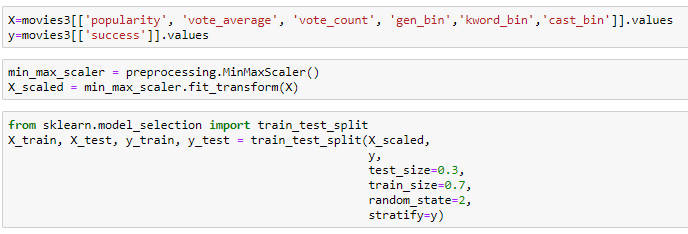 X=movies3[['popularity', 'vote_average', 'vote_count', 'gen_bin','kword_bin','cast_bin']].values
y=movies3[['success']].values
min_max_scaler = preprocessing.MinMaxScaler()
X_scaled = min_max_scaler.fit_transform(X)
from sklearn.model_selection import train_test_split
X_train, X_test, y_train, y_test = train_test_split(X_scaled,
y,
test_size=0.3,
train_size=0.7,
random_state=2,
stratify=y)